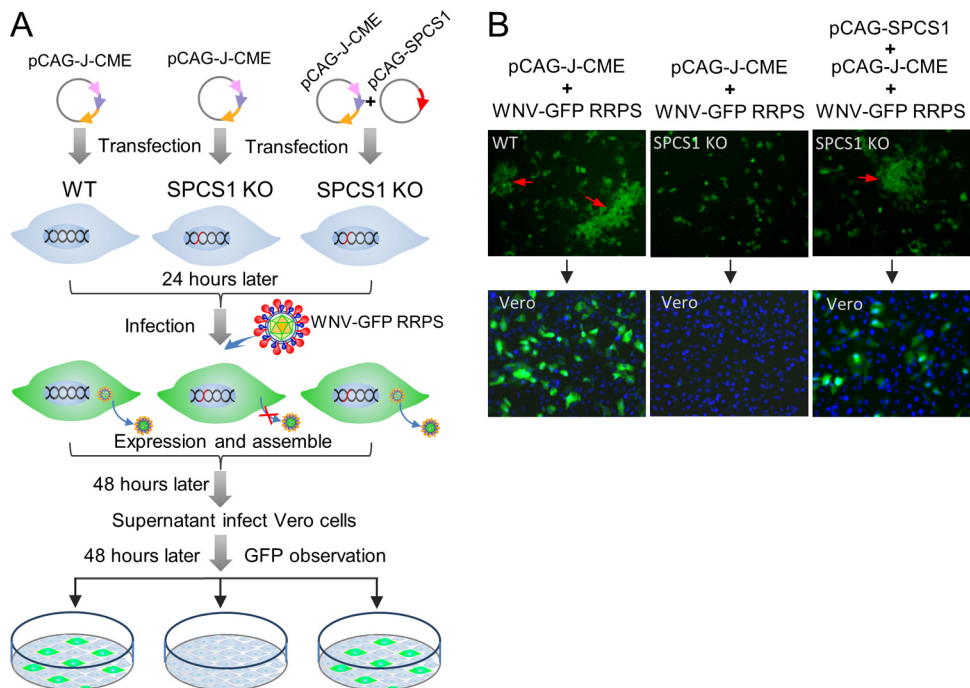 A
pCAG-J-CME
pCAG-J-CME
pCAG-J-CME
+
pCAG-SPCS1
Transfection
Transfection
WT
SPCS1 KO
SPCS1 KO
24 hours later
Infection
WNV-GFP RRPS
Expression and assemble
48 hours later
Supernatant infect Vero cells
48 hours later
GFP observation
B
pCAG-J-CME
+
WNV-GFP RRPS
pCAG-J-CME
+
WNV-GFP RRPS
pCAG-SPCS1
+
pCAG-J-CME
+
WNV-GFP RRPS
WT
SPCS1 KO
SPCS1 KO
Vero
Vero
Vero